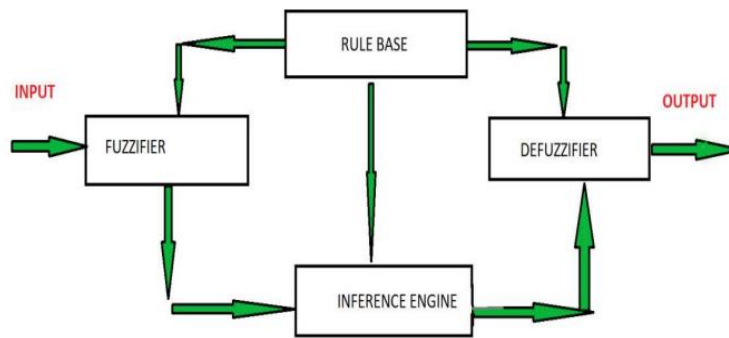 RULE BASE
INPUT
OUTPUT
FUZZIFIER
DEFUZZIFIER
INFERENCE ENGINE